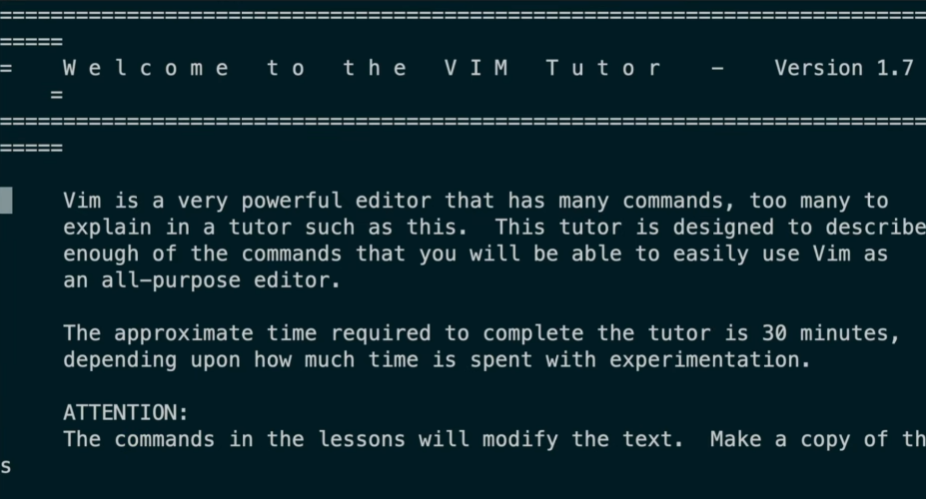 =========================================================================
=====
=    W e l c o m e   t o   t h e   V I M   T u t o r    -    Version 1.7
    =
=========================================================================
=====
Vim is a very powerful editor that has many commands, too many to
explain in a tutor such as this.  This tutor is designed to describe
enough of the commands that you will be able to easily use Vim as
an all-purpose editor.
The approximate time required to complete the tutor is 30 minutes,
depending upon how much time is spent with experimentation.
ATTENTION:
The commands in the lessons will modify the text.  Make a copy of th
s